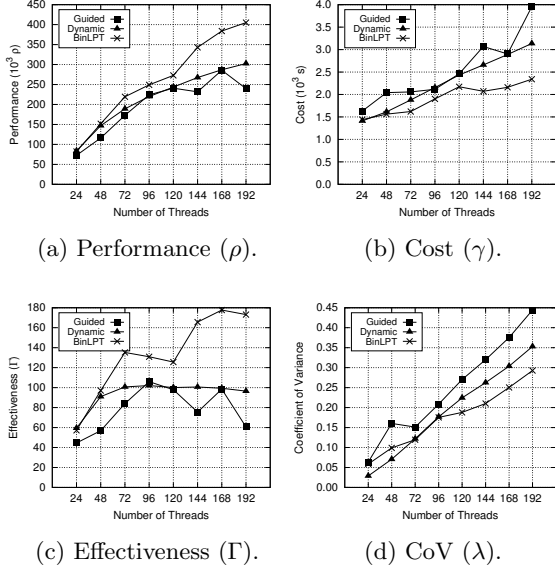 450
400
350
300
250
200
150
100
50
0
Performance (10³ ρ)
Guided
Dynamic
BinLPT
24 48 72 96 120 144 168 192
Number of Threads
(a) Performance (ρ).
4.0
3.5
3.0
2.5
2.0
1.5
1.0
0.5
0.0
Cost (10³ s)
Guided
Dynamic
BinLPT
24 48 72 96 120 144 168 192
Number of Threads
(b) Cost (γ).
180
160
140
120
100
80
60
40
20
0
Effectiveness (Γ)
Guided
Dynamic
BinLPT
24 48 72 96 120 144 168 192
Number of Threads
(c) Effectiveness (Γ).
0.45
0.40
0.35
0.30
0.25
0.20
0.15
0.10
0.05
0.00
Coefficient of Variance
Guided
Dynamic
BinLPT
24 48 72 96 120 144 168 192
Number of Threads
(d) CoV (λ).